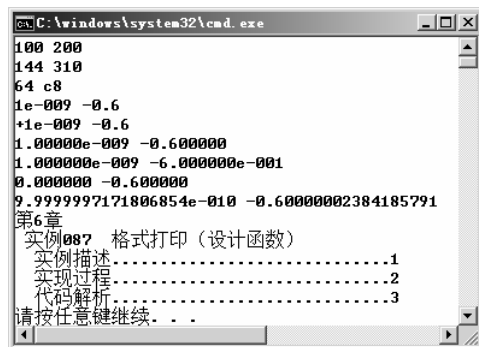 C:\windows\system32\cmd.exe
100 200
144 310
64 c8
1e-009 -0.6
+1e-009 -0.6
1.00000e-009 -0.600000
1.000000e-009 -6.000000e-001
0.000000 -0.600000
9.9999997171806854e-010 -0.60000002384185791
第6章
实例087 格式打印（设计函数）
实例描述.............................1
实现过程.............................2
代码解析.............................3
请按任意键继续. . .